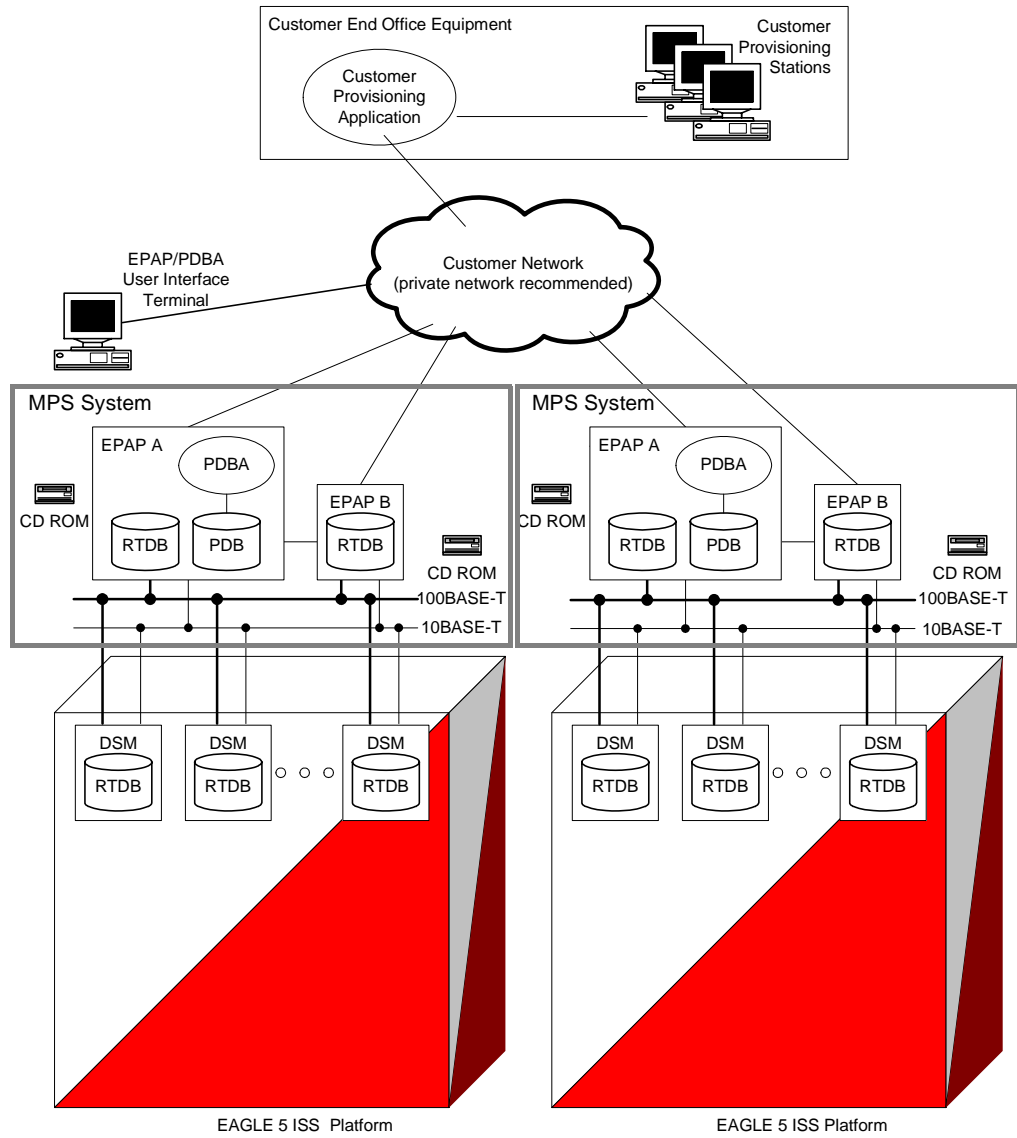 Customer End Office Equipment
Customer
Provisioning
Stations
Customer
Provisioning
Application
Customer Network
(private network recommended)
EPAP/PDBA
User Interface
Terminal
MPS System
EPAP A
PDBA
CD ROM
RTDB
PDB
EPAP B
RTDB
CD ROM
100BASE-T
10BASE-T
DSM
RTDB
DSM
RTDB
DSM
RTDB
EAGLE 5 ISS Platform
MPS System
EPAP A
PDBA
CD ROM
RTDB
PDB
EPAP B
RTDB
CD ROM
100BASE-T
10BASE-T
DSM
RTDB
DSM
RTDB
DSM
RTDB
EAGLE 5 ISS Platform